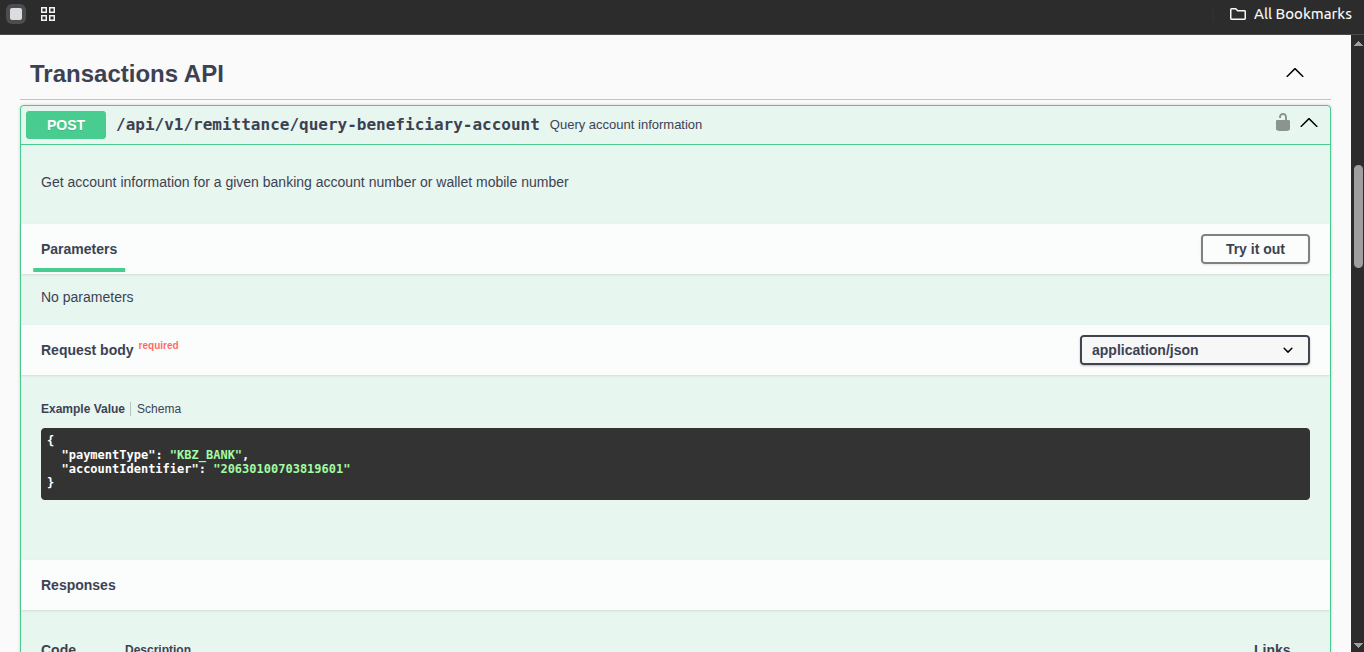 All Bookmarks
Transactions API
POST /api/v1/remittance/query-beneficiary-account Query account information
Get account information for a given banking account number or wallet mobile number
Parameters Try it out
No parameters
Request body required application/json
Example Value Schema
{
"paymentType": "KBZ_BANK",
"accountIdentifier": "20630100703819601"
}
Responses
Code Description Links